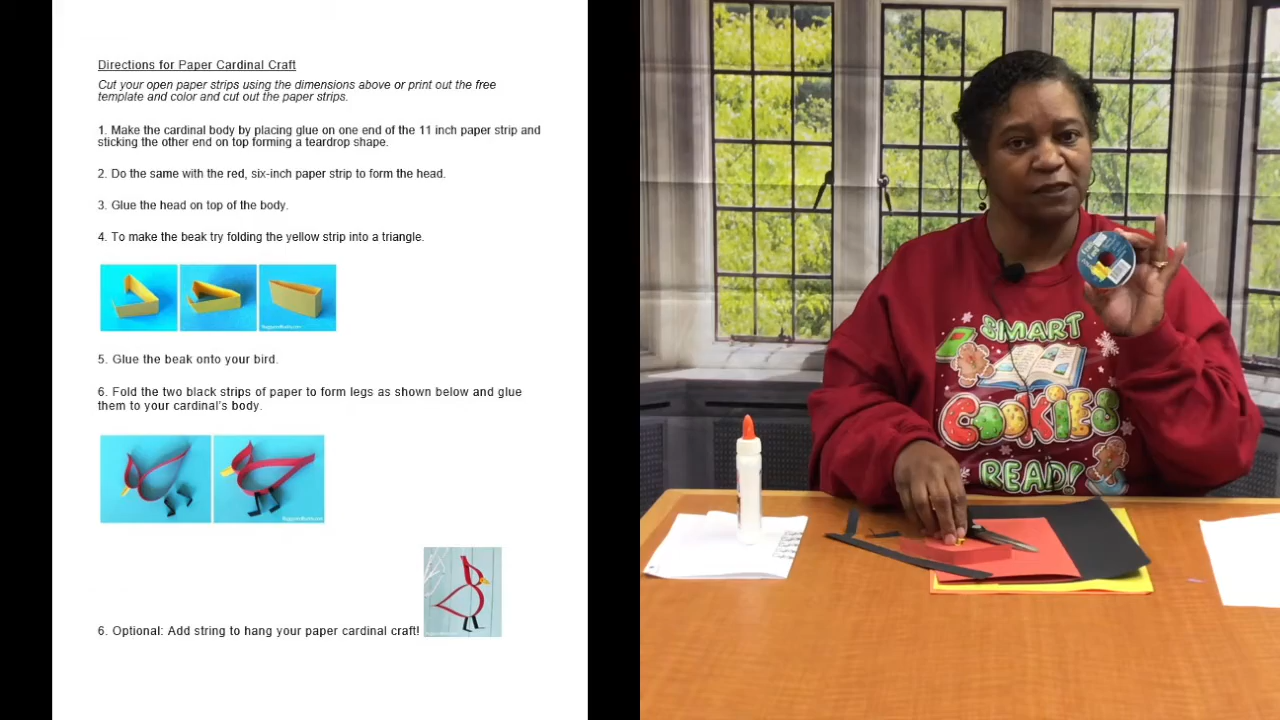 Directions for Paper Cardinal Craft
Cut your open paper strips using the dimensions above or print out the free
template and color and cut out the paper strips.
1. Make the cardinal body by placing glue on one end of the 11 inch paper strip and
sticking the other end on top forming a teardrop shape.
2. Do the same with the red, six-inch paper strip to form the head.
3. Glue the head on top of the body.
4. To make the beak try folding the yellow strip into a triangle.
5. Glue the beak onto your bird.
6. Fold the two black strips of paper to form legs as shown below and glue
them to your cardinal's body.
6. Optional: Add string to hang your paper cardinal craft!
SMART
COOKIES
READ!